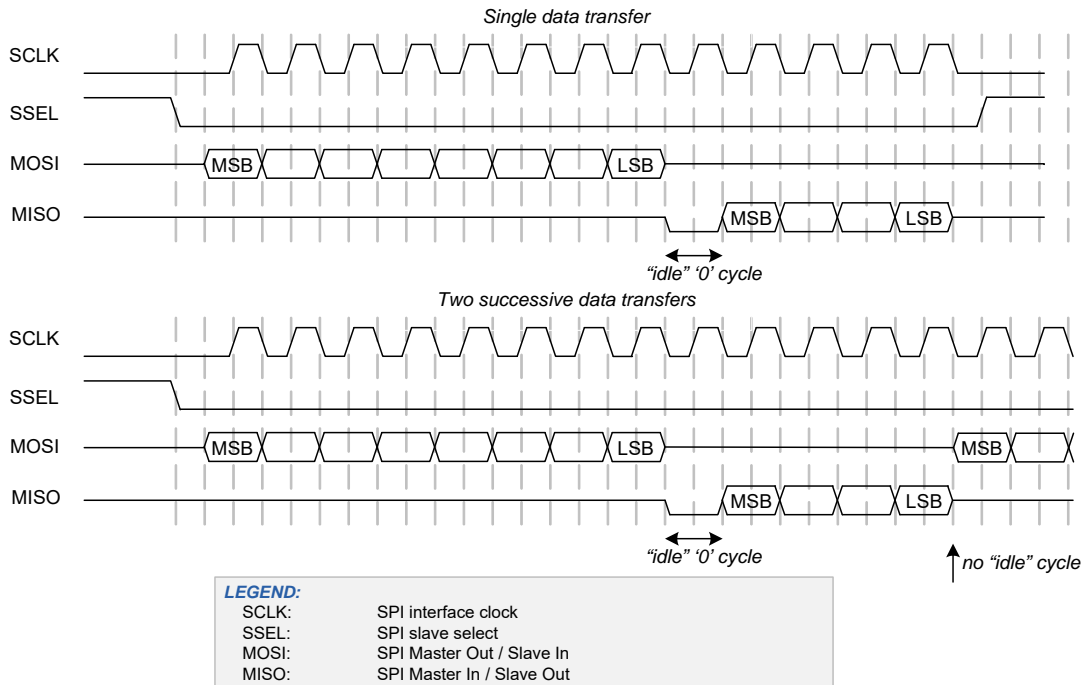 Single data transfer
SCLK
SSEL
MOSI
MSB LSB
MISO
MSB LSB
“idle” ‘0’ cycle
Two successive data transfers
SCLK
SSEL
MOSI
MSB LSB MSB
MISO
MSB LSB
“idle” ‘0’ cycle
no “idle” cycle
LEGEND:
SCLK: SPI interface clock
SSEL: SPI slave select
MOSI: SPI Master Out / Slave In
MISO: SPI Master In / Slave Out